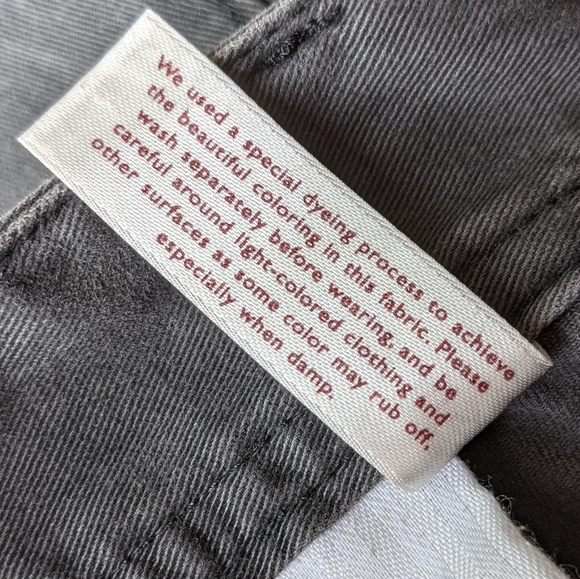 We used a special dyeing process to achieve
the beautiful coloring in this fabric. Please
wash separately before wearing, and be
careful around light-colored clothing and
other surfaces as some color may rub off,
especially when damp.